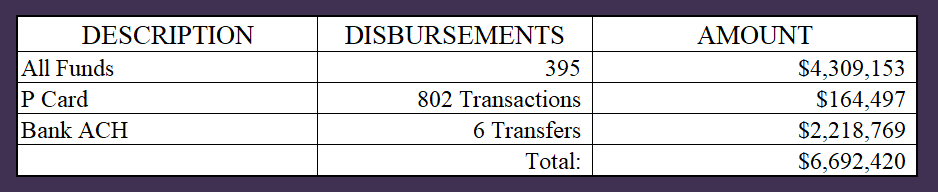 DESCRIPTION DISBURSEMENTS AMOUNT
All Funds 395 $4,309,153
P Card 802 Transactions $164,497
Bank ACH 6 Transfers $2,218,769
Total: $6,692,420